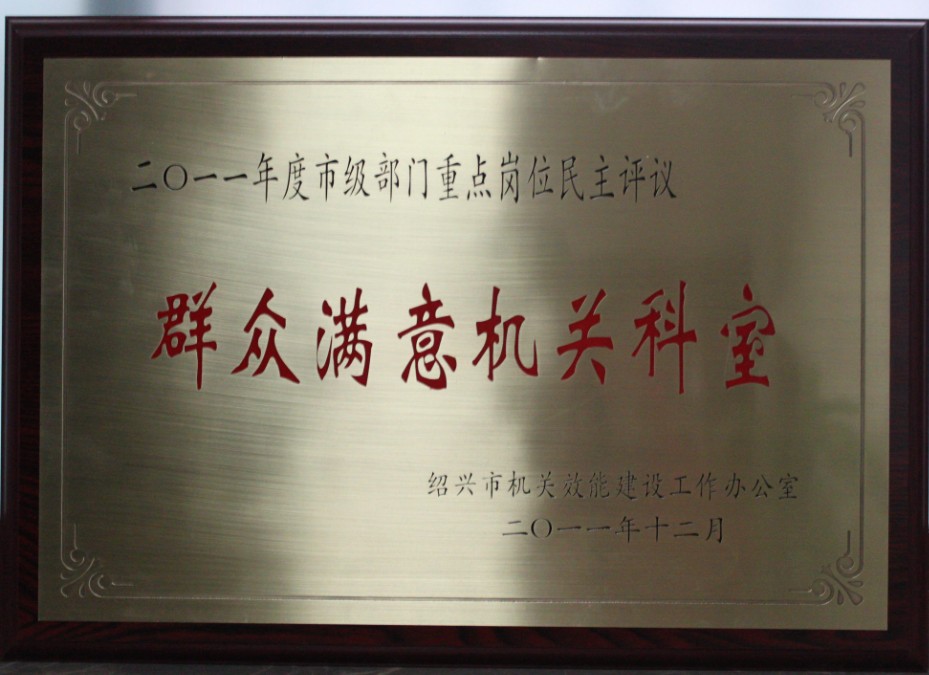 二〇一一年度市级部门重点岗位民主评议
群众满意机关科室
绍兴市机关效能建设工作办公室
二〇一一年十二月